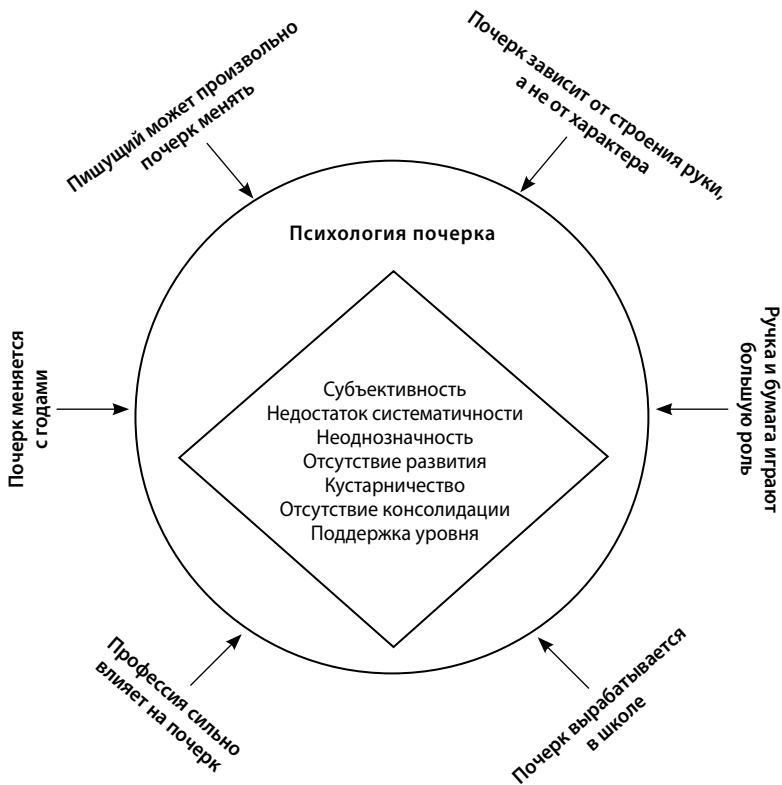 Пишущий может произвольно
почерк менять
Почерк зависит от строения руки,
а не от характера
Психология почерка
Почерк меняется
с годами
Субъективность
Недостаток систематичности
Неоднозначность
Отсутствие развития
Кустарничество
Отсутствие консолидации
Поддержка уровня
Ручка и бумага играют
большую роль
Профессия сильно
влияет на почерк
Почерк вырабатывается
в школе